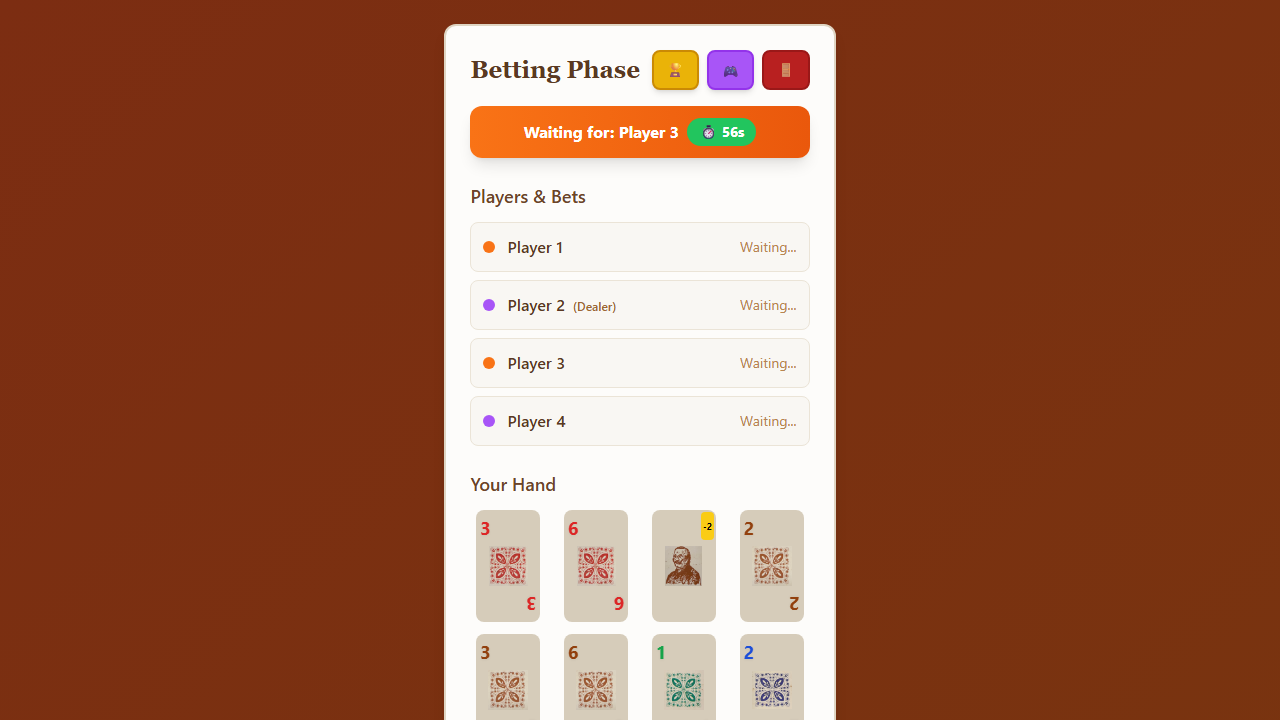 Betting Phase
Waiting for: Player 3 56s
Players & Bets
Player 1 Waiting...
Player 2 (Dealer) Waiting...
Player 3 Waiting...
Player 4 Waiting...
Your Hand
3 6 -2 2
3 6 2
3 6 1 2